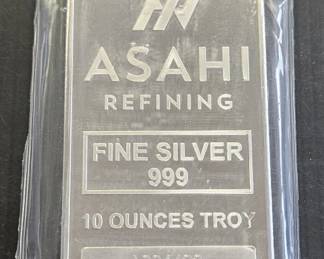 ASAHI
REFINING
FINE SILVER
999
10 OUNCES TROY